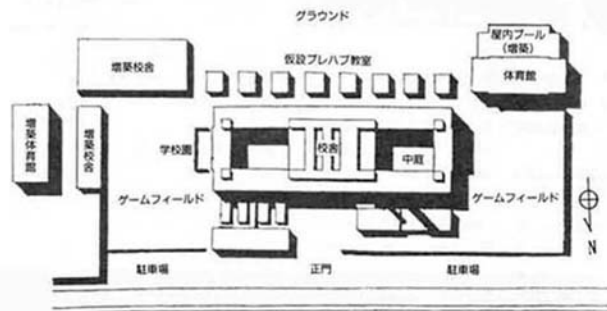 グラウンド
屋内プール
(増築)
体育館
増築校舎
仮設プレハブ教室
増築体育館
増築校舎
学校園
校舎
中庭
ゲームフィールド
ゲームフィールド
N
駐車場
正門
駐車場